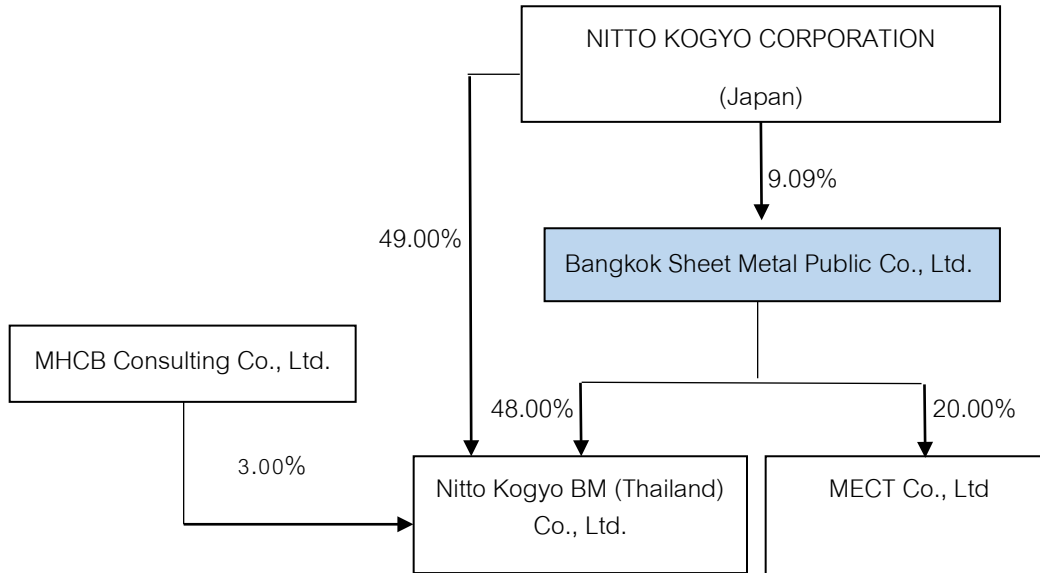 NITTO KOGYO CORPORATION
(Japan)
9.09%
49.00%
Bangkok Sheet Metal Public Co., Ltd.
MHCB Consulting Co., Ltd.
48.00%
20.00%
3.00%
Nitto Kogyo BM (Thailand)
Co., Ltd.
MECT Co., Ltd